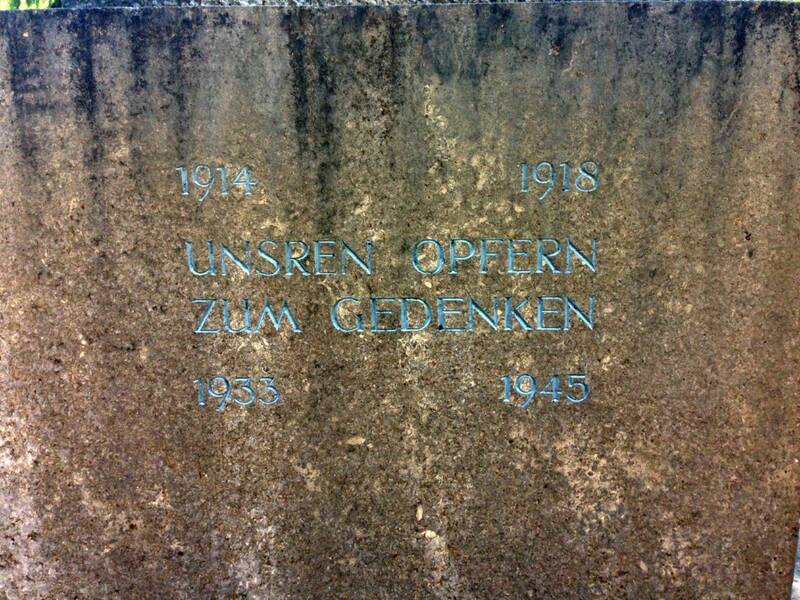 1914 1918
UNSREN OPFERN
ZUM GEDENKEN
1933 1945